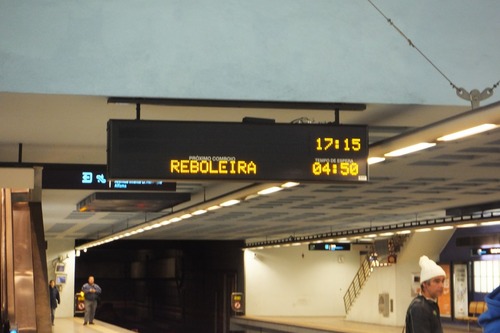 17:15
PRÓXIMO COMBOIO
TEMPO DE ESPERA
REBOLEIRA
04:50